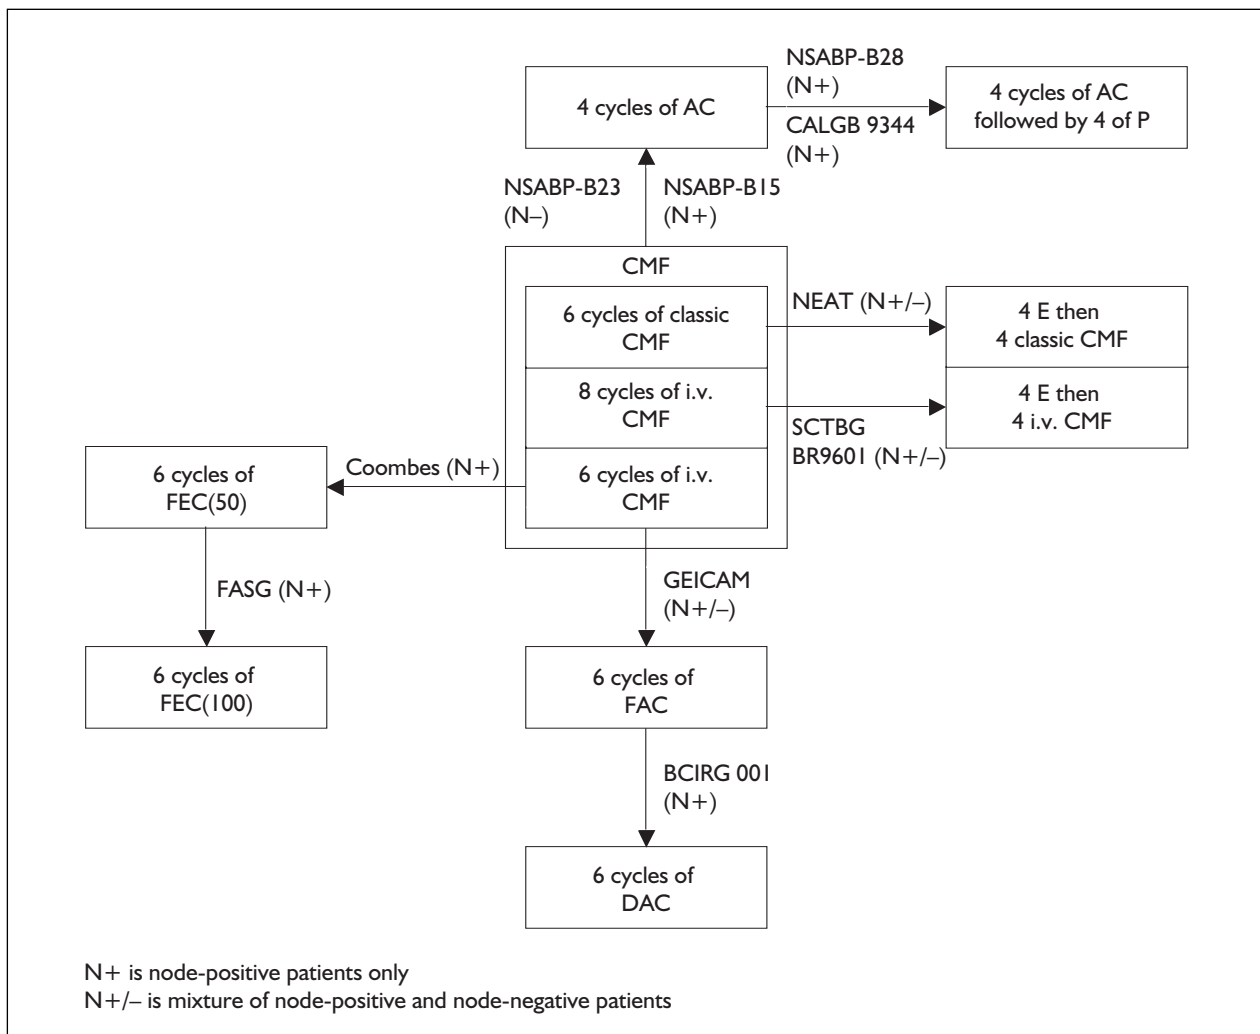 NSABP-B28
(N+)
4 cycles of AC
CALGB 9344
(N+)
4 cycles of AC
followed by 4 of P
NSABP-B23
(N–)
NSABP-B15
(N+)
CMF
6 cycles of classic
CMF
NEAT (N+/–)
4 E then
4 classic CMF
8 cycles of i.v.
CMF
SCTBG
BR9601 (N+/–)
4 E then
4 i.v. CMF
6 cycles of i.v.
CMF
Coombes (N+)
6 cycles of
FEC(50)
FASG (N+)
6 cycles of
FEC(100)
GEICAM
(N+/–)
6 cycles of
FAC
BCIRG 001
(N+)
6 cycles of
DAC
N+ is node-positive patients only
N+/– is mixture of node-positive and node-negative patients